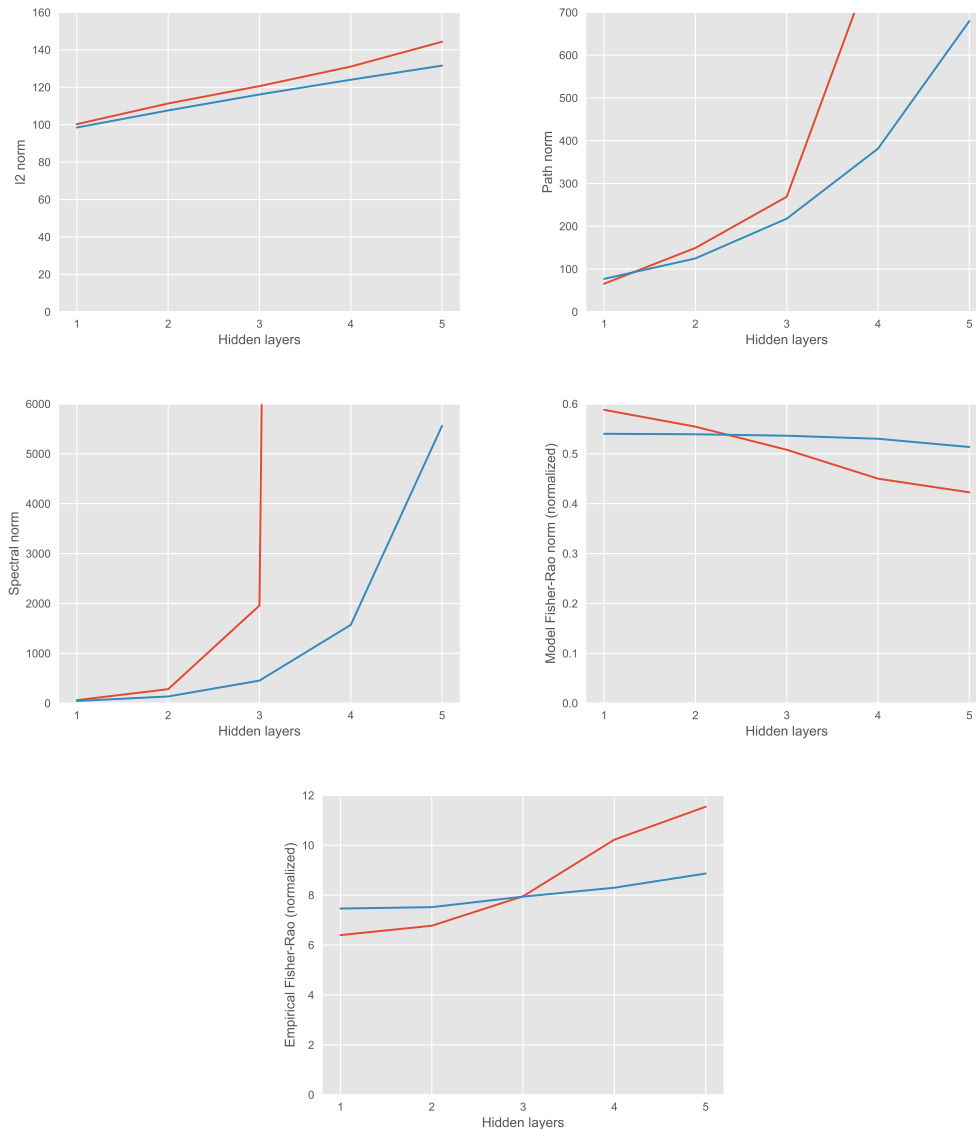 160
140
120
100
80
60
40
20
0
l2 norm
1 2 3 4 5
Hidden layers
700
600
500
400
300
200
100
0
Path norm
1 2 3 4 5
Hidden layers
6000
5000
4000
3000
2000
1000
0
Spectral norm
1 2 3 4 5
Hidden layers
0.6
0.5
0.4
0.3
0.2
0.1
0.0
Model Fisher-Rao norm (normalized)
1 2 3 4 5
Hidden layers
12
10
8
6
4
2
0
Empirical Fisher-Rao (normalized)
1 2 3 4 5
Hidden layers